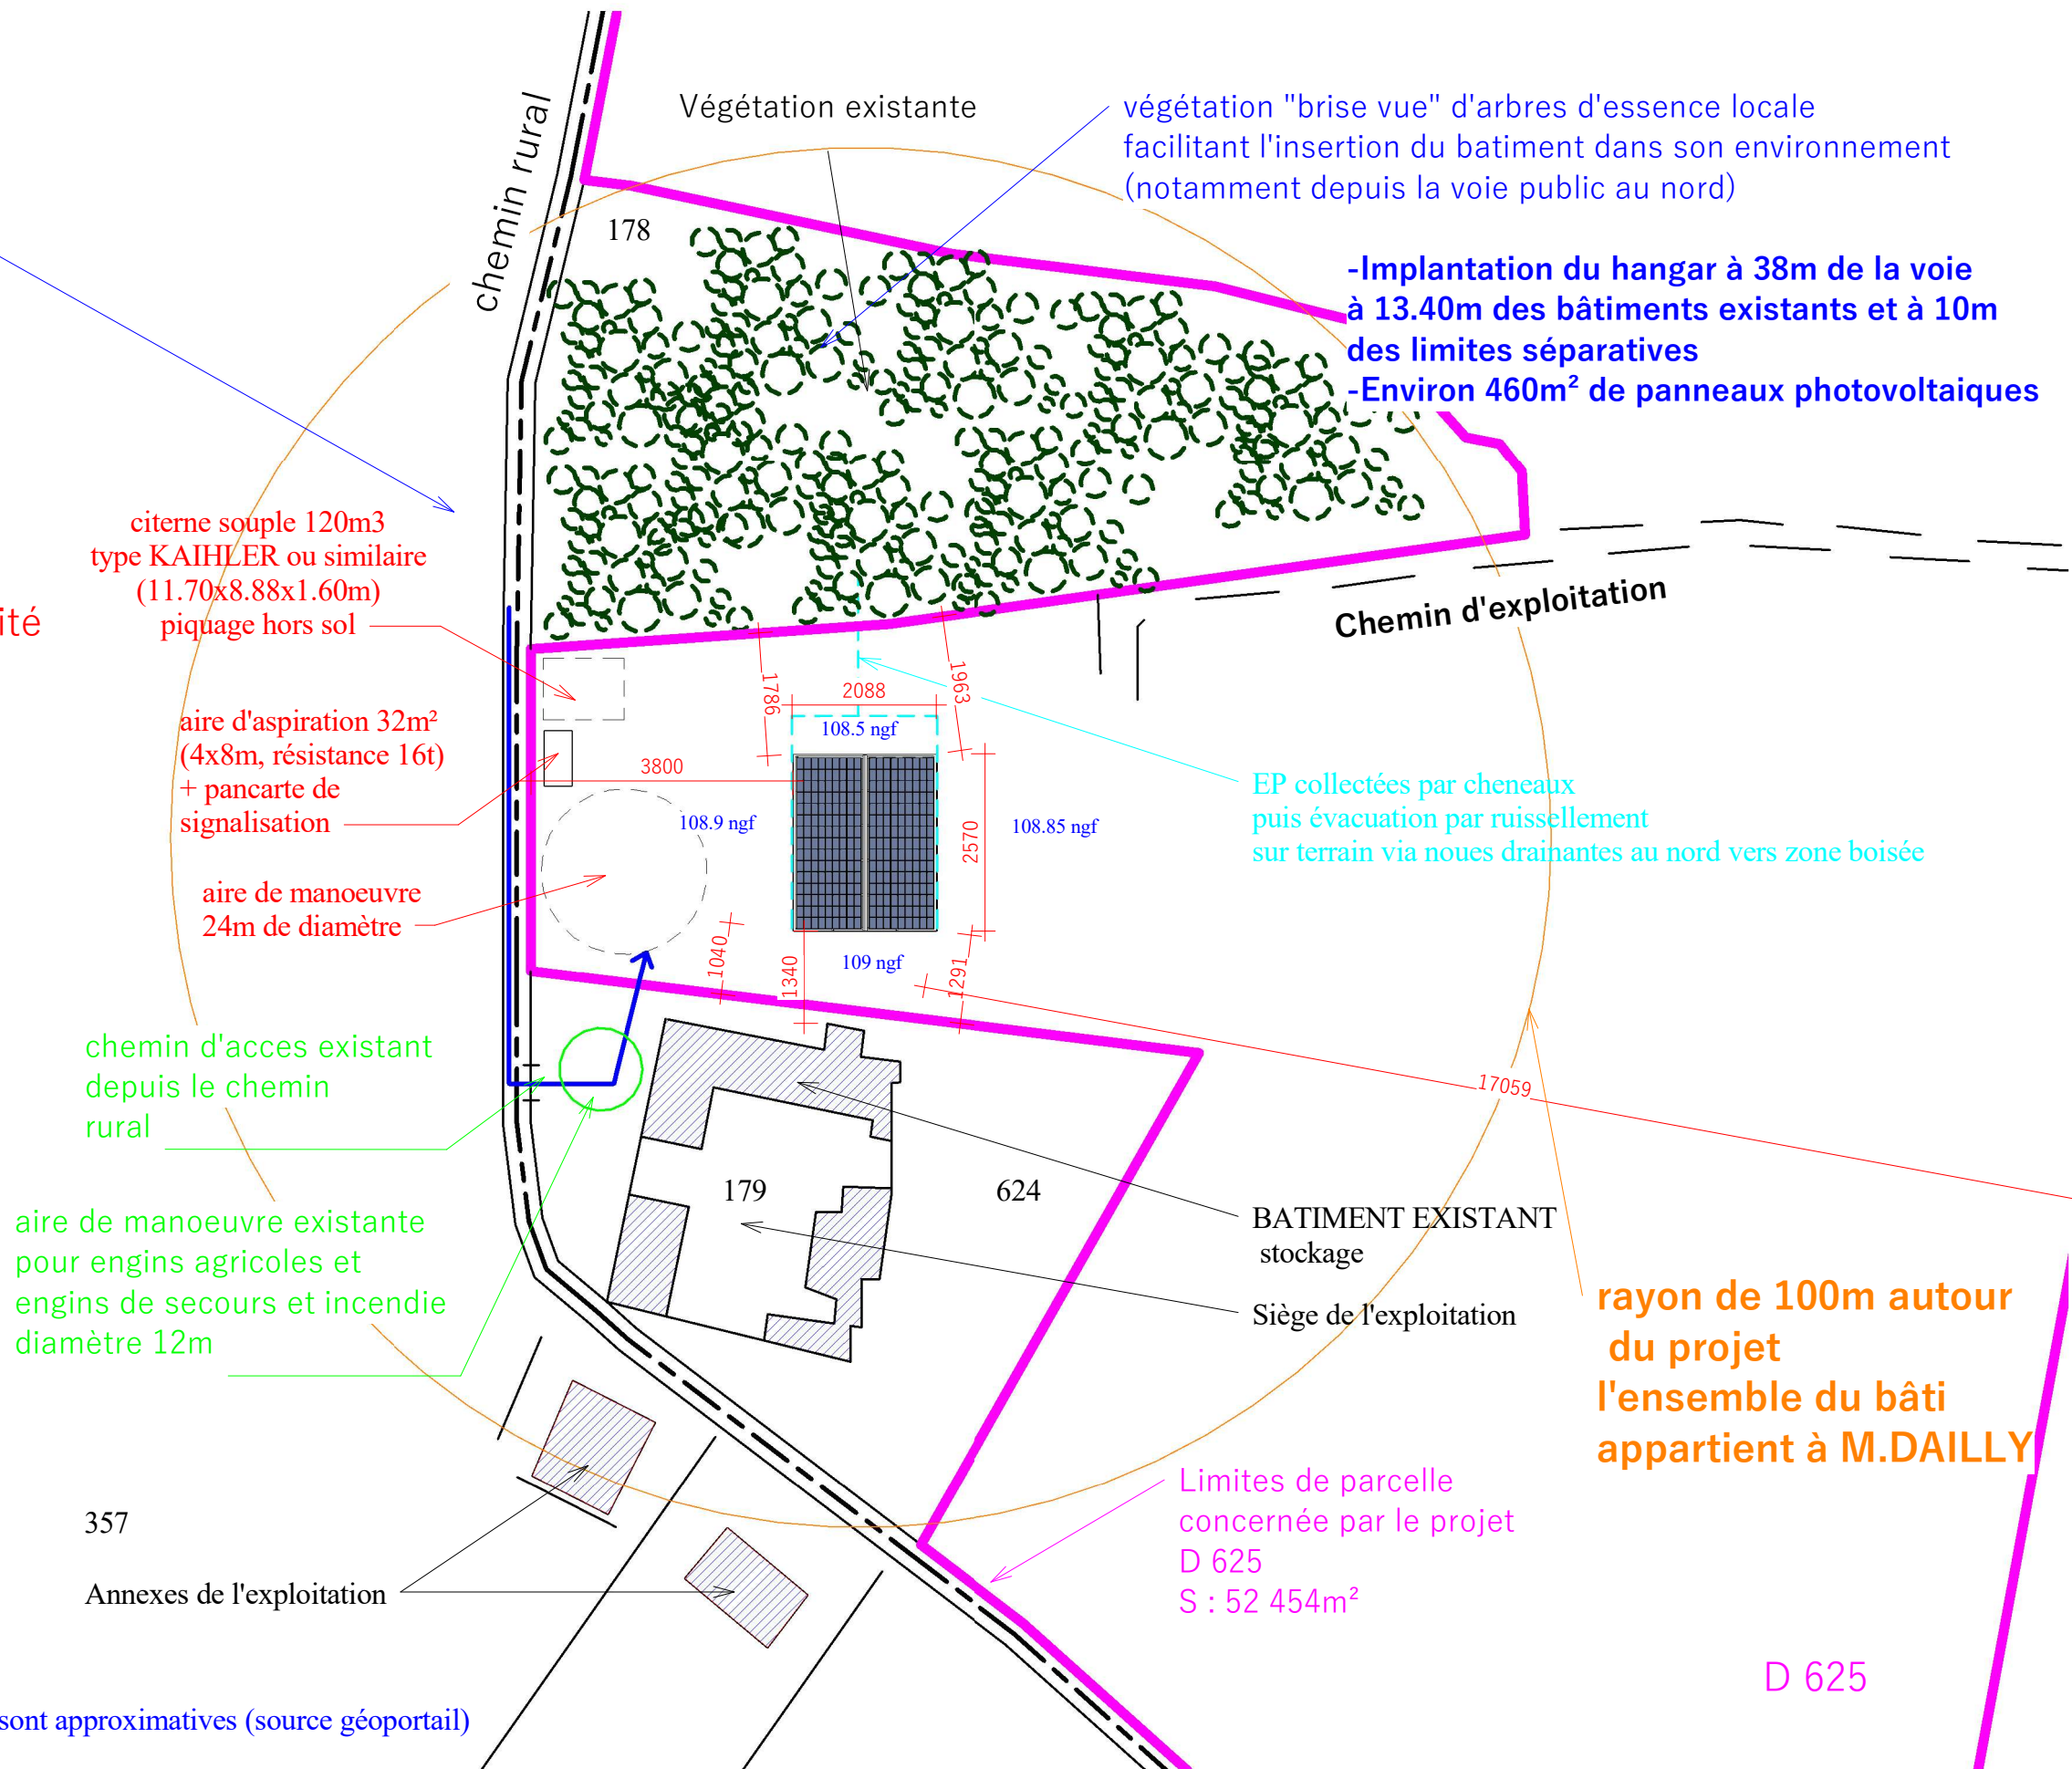 chemin rural
Végétation existante
végétation "brise vue" d'arbres d'essence locale
facilitant l'insertion du batiment dans son environnement
(notamment depuis la voie public au nord)
178
-Implantation du hangar à 38m de la voie
à 13.40m des bâtiments existants et à 10m
des limites séparatives
-Environ 460m² de panneaux photovoltaiques
citerne souple 120m3
type KAIHLER ou similaire
(11.70x8.88x1.60m)
piquage hors sol
ité
Chemin d'exploitation
1786
2088
1963
108.5 ngf
aire d'aspiration 32m²
(4x8m, résistance 16t)
+ pancarte de
signalisation
3800
108.9 ngf
2570
108.85 ngf
EP collectées par cheneaux
puis évacuation par ruissellement
sur terrain via noues drainantes au nord vers zone boisée
aire de manoeuvre
24m de diamètre
1040
1340
109 ngf
1291
17059
chemin d'acces existant
depuis le chemin
rural
179
624
aire de manoeuvre existante
pour engins agricoles et
engins de secours et incendie
diamètre 12m
BATIMENT EXISTANT
stockage
Siège de l'exploitation
rayon de 100m autour
du projet
l'ensemble du bâti
appartient à M.DAILLY
Limites de parcelle
concernée par le projet
D 625
S : 52 454m²
357
Annexes de l'exploitation
D 625
sont approximatives (source géoportail)